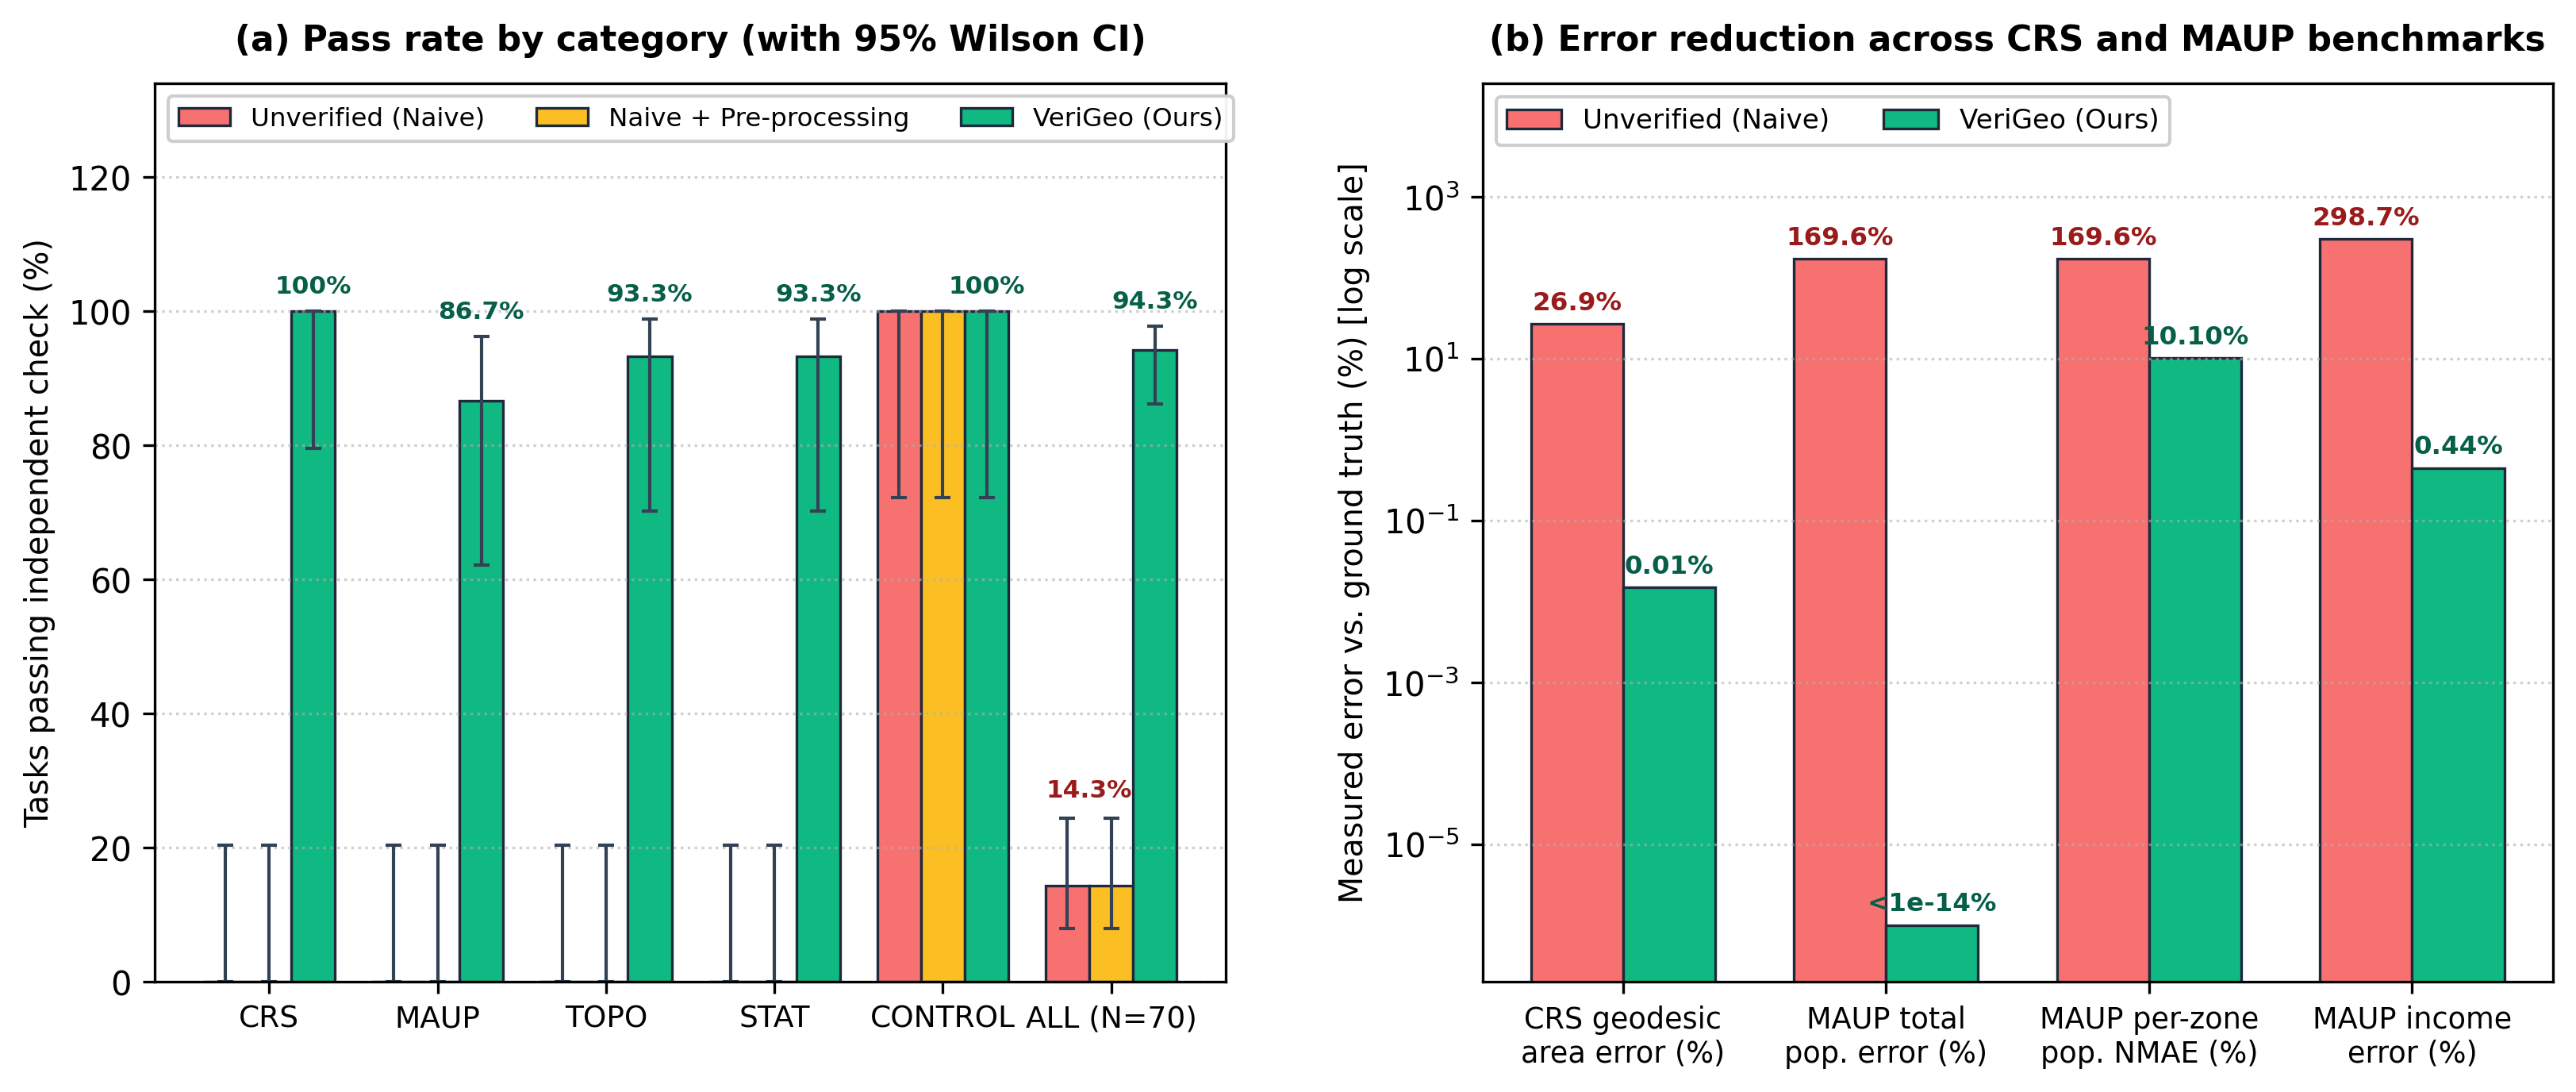 (a) Pass rate by category (with 95% Wilson CI)
Unverified (Naive)
Naive + Pre-processing
VeriGeo (Ours)
Tasks passing independent check (%)
120
100
80
60
40
20
0
100%
86.7%
93.3%
93.3%
100%
14.3%
94.3%
CRS
MAUP
TOPO
STAT
CONTROL
ALL (N=70)
(b) Error reduction across CRS and MAUP benchmarks
Unverified (Naive)
VeriGeo (Ours)
Measured error vs. ground truth (%) [log scale]
10³
10¹
10⁻¹
10⁻³
10⁻⁵
26.9%
0.01%
169.6%
<1e-14%
169.6%
10.10%
298.7%
0.44%
CRS geodesic
area error (%)
MAUP total
pop. error (%)
MAUP per-zone
pop. NMAE (%)
MAUP income
error (%)